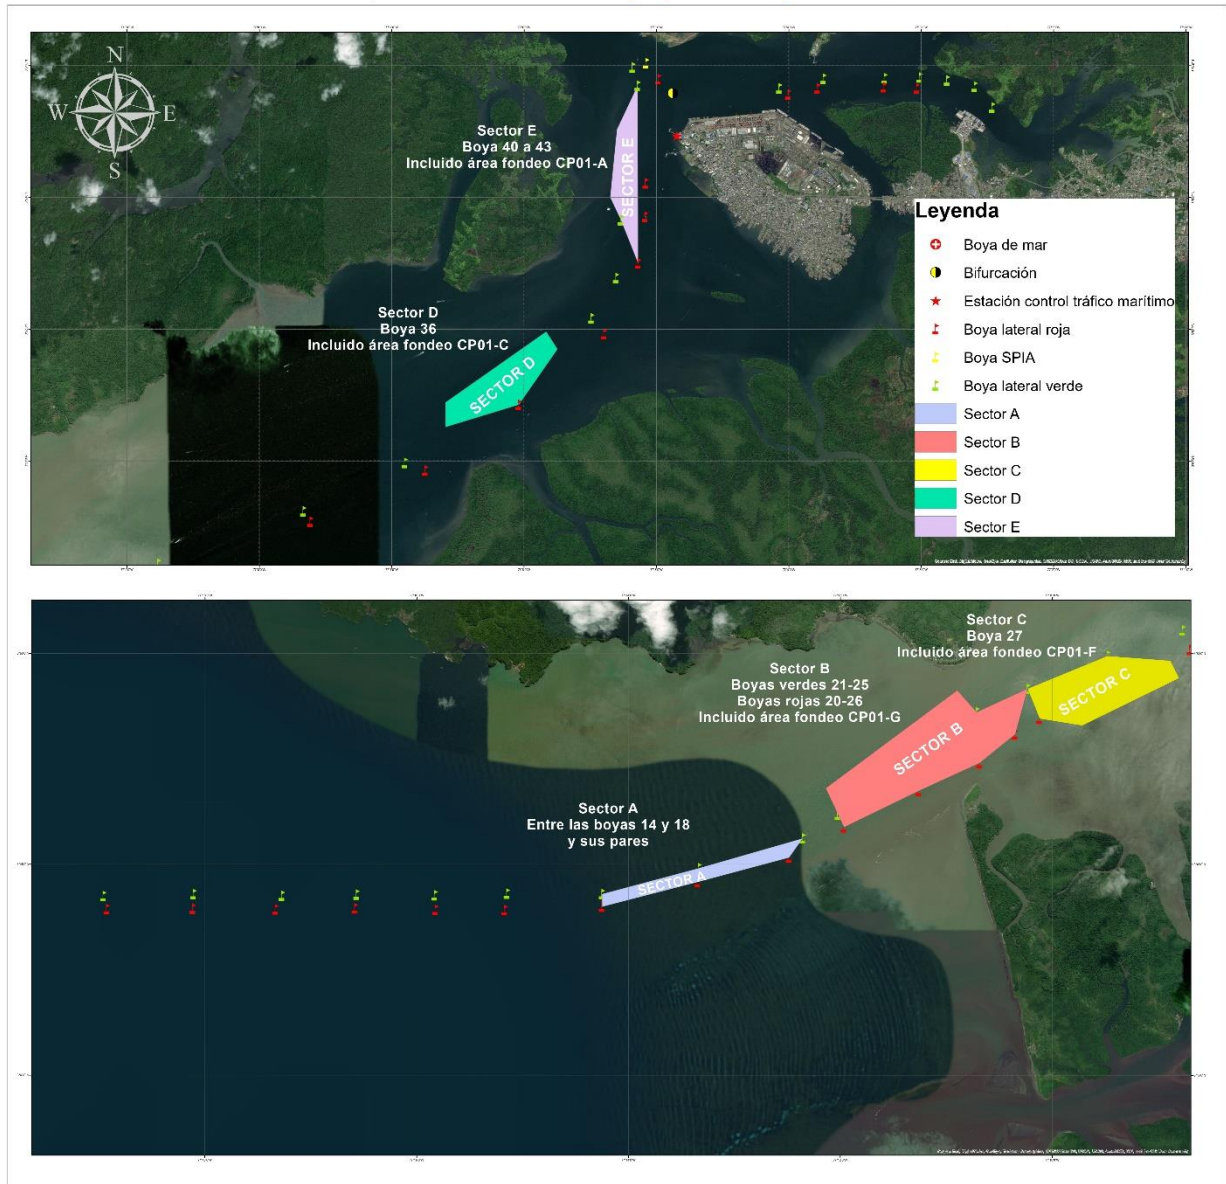 N
W
E
S
Sector E
Boya 40 a 43
Incluido área fondeo CP01-A
SECTOR E
Sector D
Boya 36
Incluido área fondeo CP01-C
SECTOR D
Leyenda
Boya de mar
Bifurcación
Estación control tráfico marítimo
Boya lateral roja
Boya SPIA
Boya lateral verde
Sector A
Sector B
Sector C
Sector D
Sector E
Sector C
Boya 27
Incluido área fondeo CP01-F
SECTOR C
Sector B
Boyas verdes 21-25
Boyas rojas 20-26
Incluido área fondeo CP01-G
SECTOR B
Sector A
Entre las boyas 14 y 18
y sus pares
SECTOR A